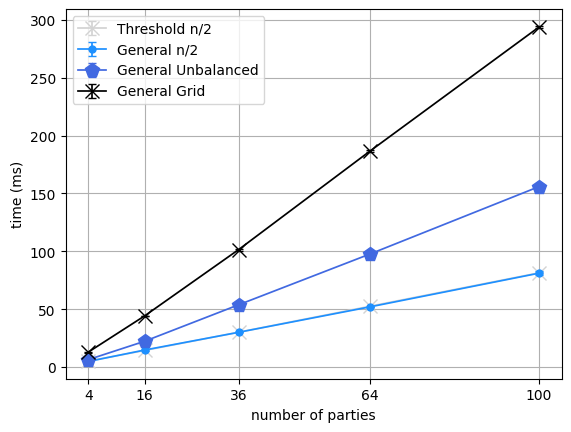 Threshold n/2
General n/2
General Unbalanced
General Grid
time (ms)
300
250
200
150
100
50
0
4 16 36 64 100
number of parties